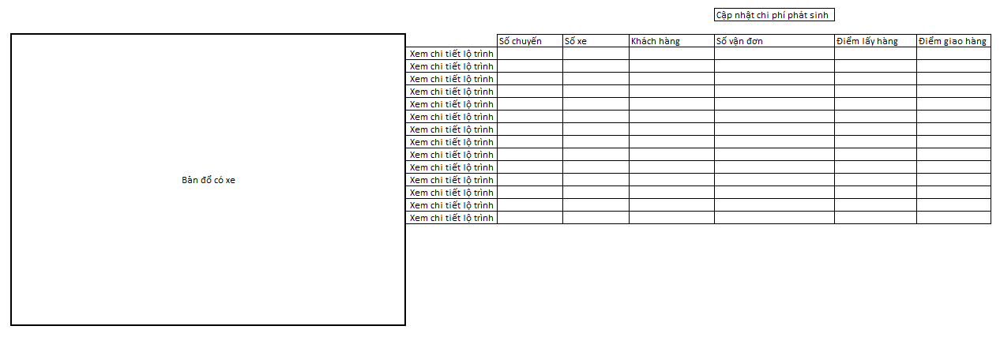 Cập nhật chi phí phát sinh
Số chuyến Số xe Khách hàng Số vận đơn Điểm lấy hàng Điểm giao hàng
Xem chi tiết lộ trình
Xem chi tiết lộ trình
Xem chi tiết lộ trình
Xem chi tiết lộ trình
Xem chi tiết lộ trình
Xem chi tiết lộ trình
Xem chi tiết lộ trình
Xem chi tiết lộ trình
Xem chi tiết lộ trình
Xem chi tiết lộ trình
Xem chi tiết lộ trình
Xem chi tiết lộ trình
Xem chi tiết lộ trình
Xem chi tiết lộ trình
Bản đồ có xe